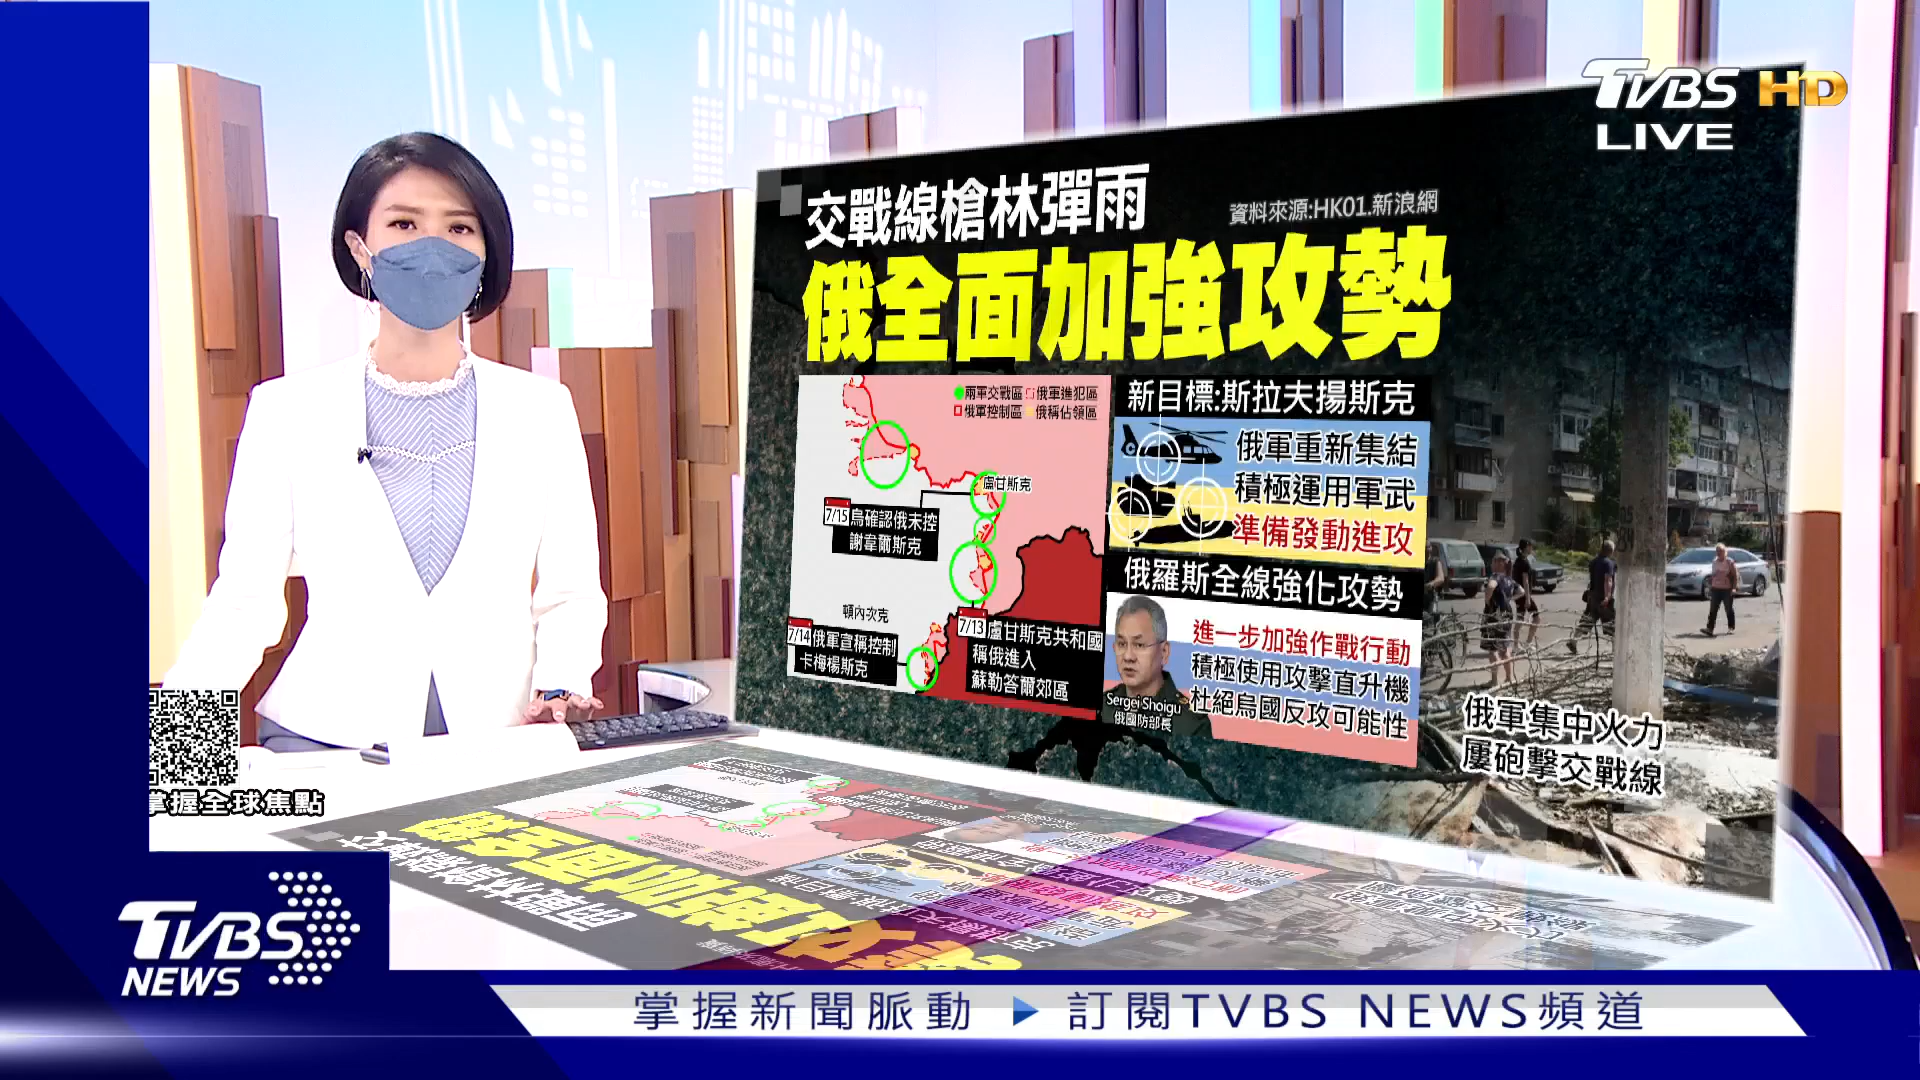 TVBS HD
LIVE
交戰線槍林彈雨
資料來源:HK01.新浪網
俄全面加強攻勢
兩軍交戰區 俄軍進犯區
俄軍控制區 俄稱佔領區
盧甘斯克
7/15 烏確認俄未控
謝韋爾斯克
頓內次克
7/14 俄軍宣稱控制
卡梅楊斯克
7/13 盧甘斯克共和國
稱俄進入
蘇勒答爾郊區
新目標:斯拉夫揚斯克
俄軍重新集結
積極運用軍武
準備發動進攻
俄羅斯全線強化攻勢
進一步加強作戰行動
積極使用攻擊直升機
杜絕烏國反攻可能性
Sergei Shoigu
俄國防部長
俄軍集中火力
屢砲擊交戰線
掌握全球焦點
TVBS
NEWS
掌握新聞脈動 訂閱TVBS NEWS頻道